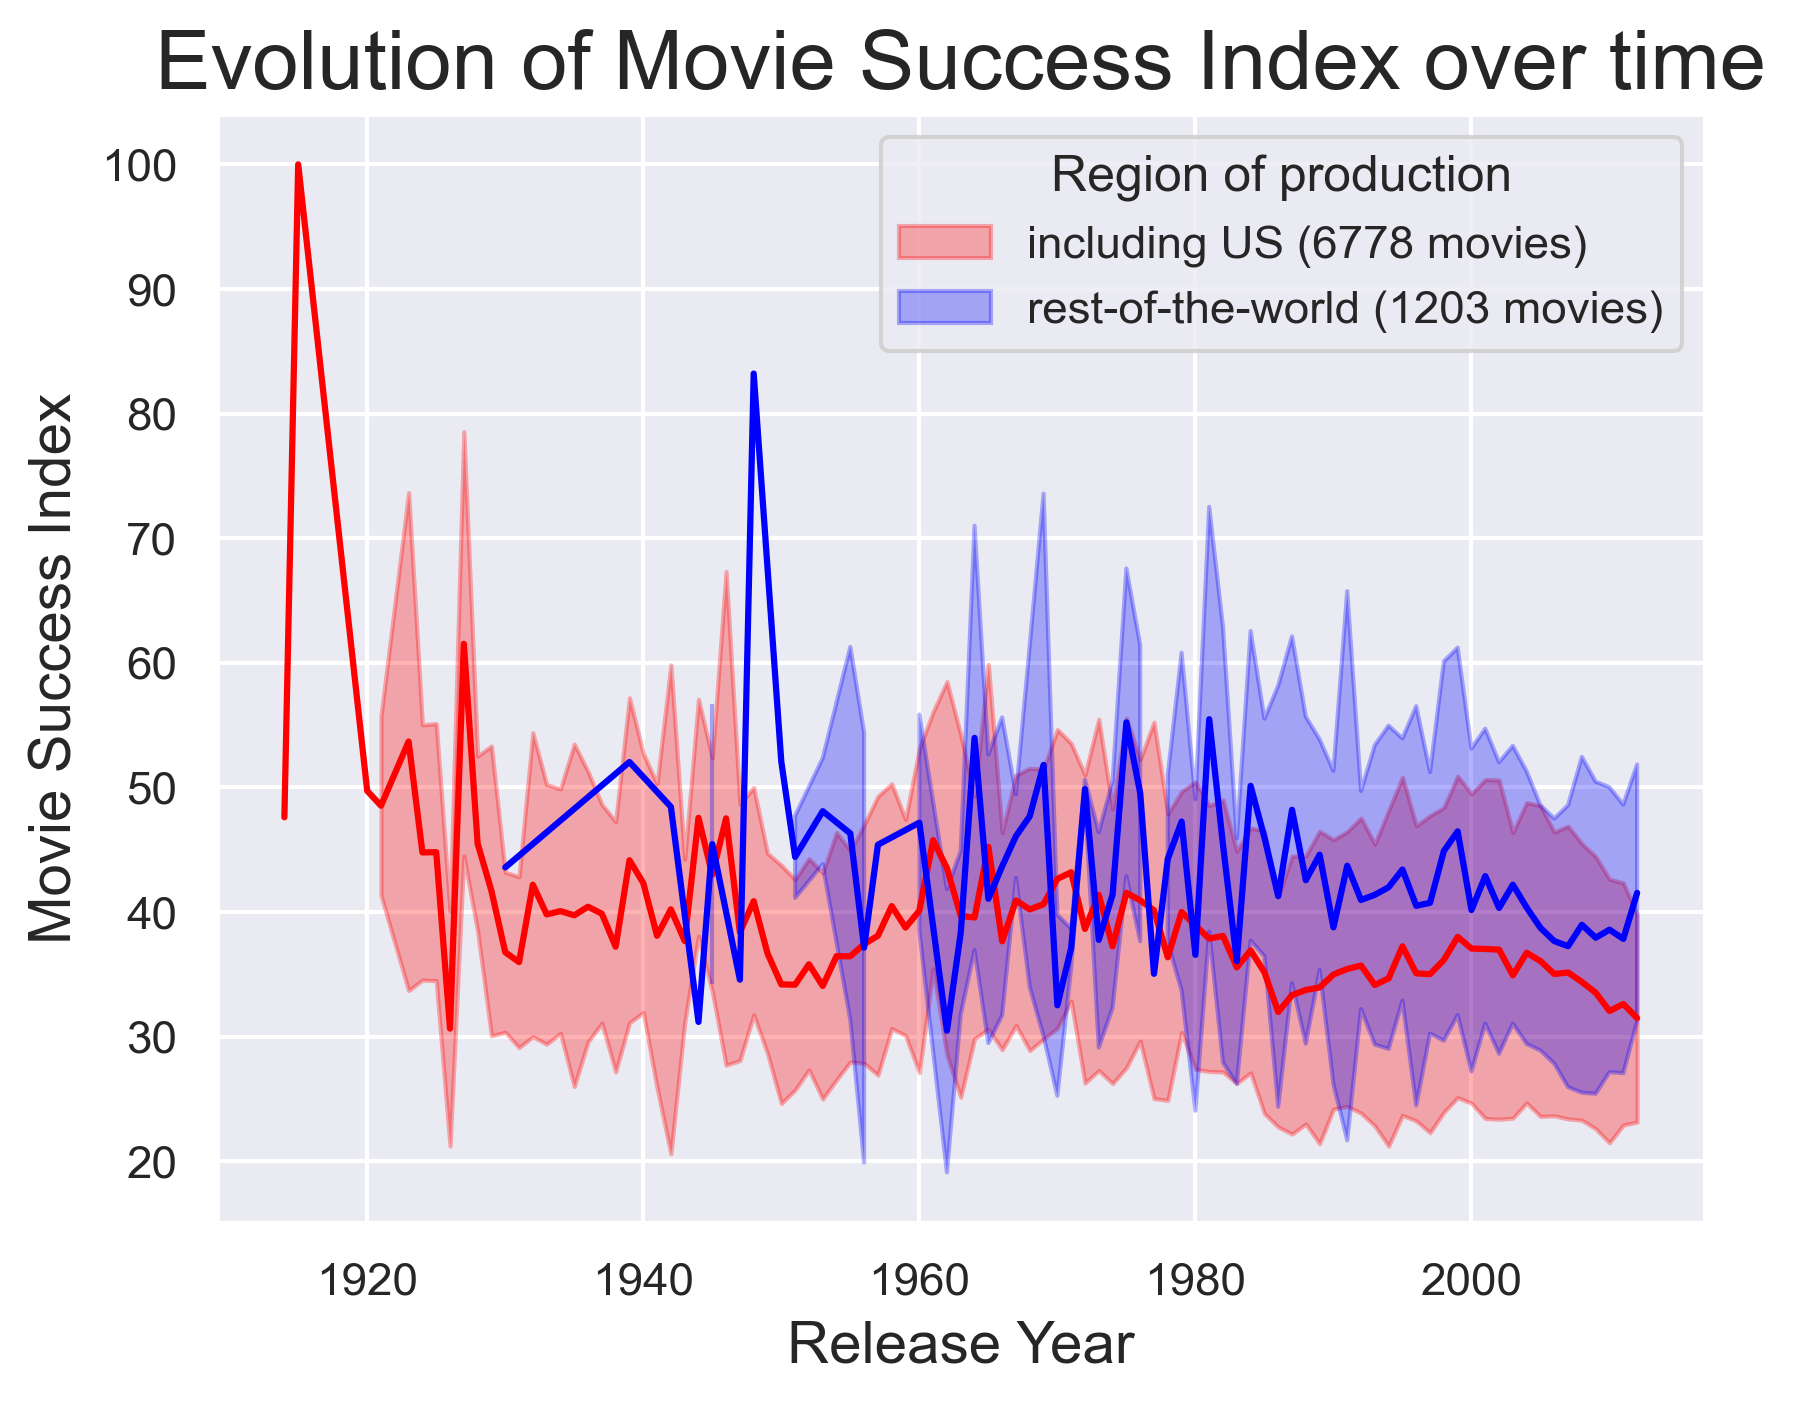 Evolution of Movie Success Index over time
Region of production
including US (6778 movies)
rest-of-the-world (1203 movies)
Movie Success Index
100
90
80
70
60
50
40
30
20
1920 1940 1960 1980 2000
Release Year